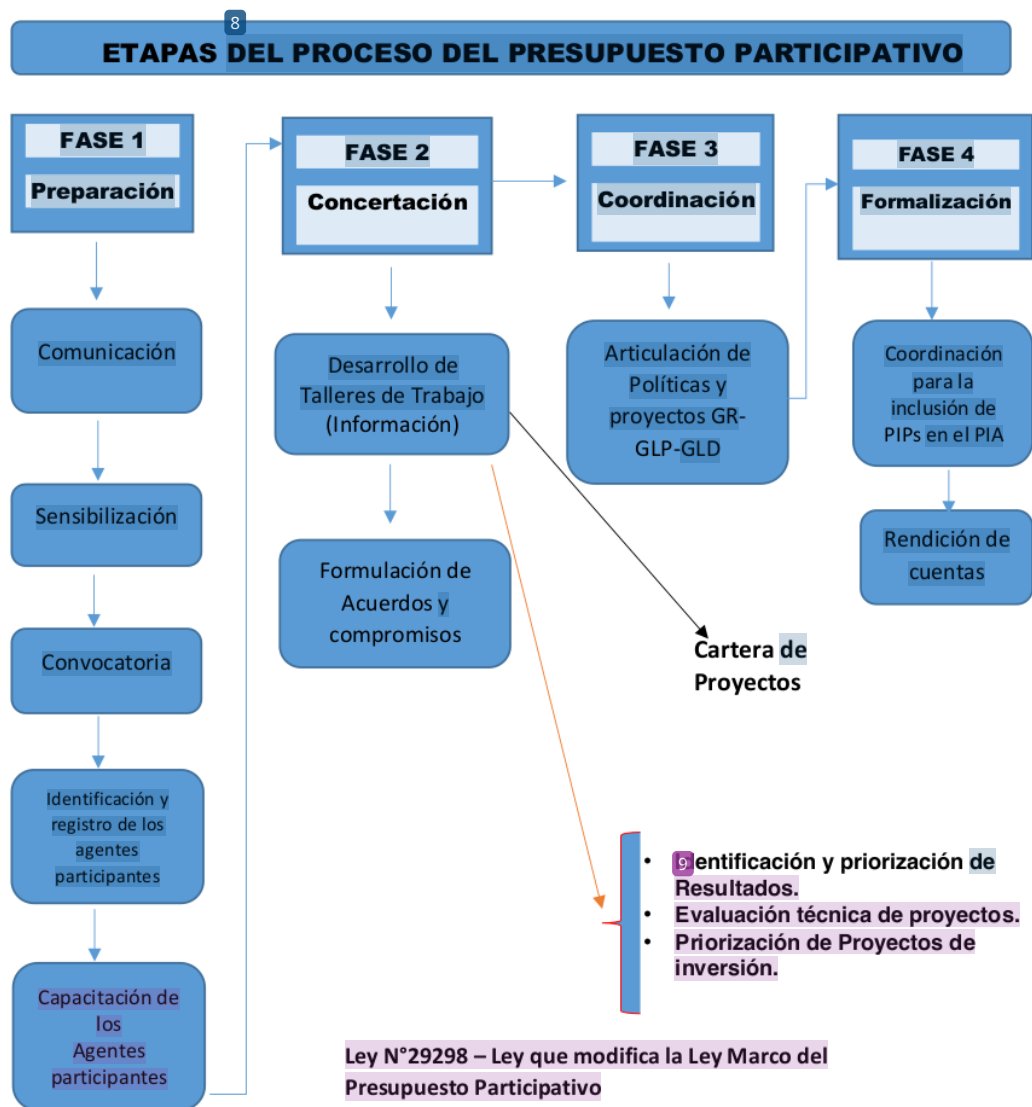 8
ETAPAS DEL PROCESO DEL PRESUPUESTO PARTICIPATIVO
FASE 1
Preparación
Comunicación
Sensibilización
Convocatoria
Identificación y
registro de los
agentes
participantes
Capacitación de
los
Agentes
participantes
FASE 2
Concertación
Desarrollo de
Talleres de Trabajo
(Información)
Formulación de
Acuerdos y
compromisos
FASE 3
Coordinación
Articulación de
Políticas y
proyectos GR-
GLP-GLD
FASE 4
Formalización
Coordinación
para la
inclusión de
PIPs en el PIA
Rendición de
cuentas
Cartera de
Proyectos
9
• Identificación y priorización de
Resultados.
• Evaluación técnica de proyectos.
• Priorización de Proyectos de
inversión.
Ley N°29298 – Ley que modifica la Ley Marco del
Presupuesto Participativo